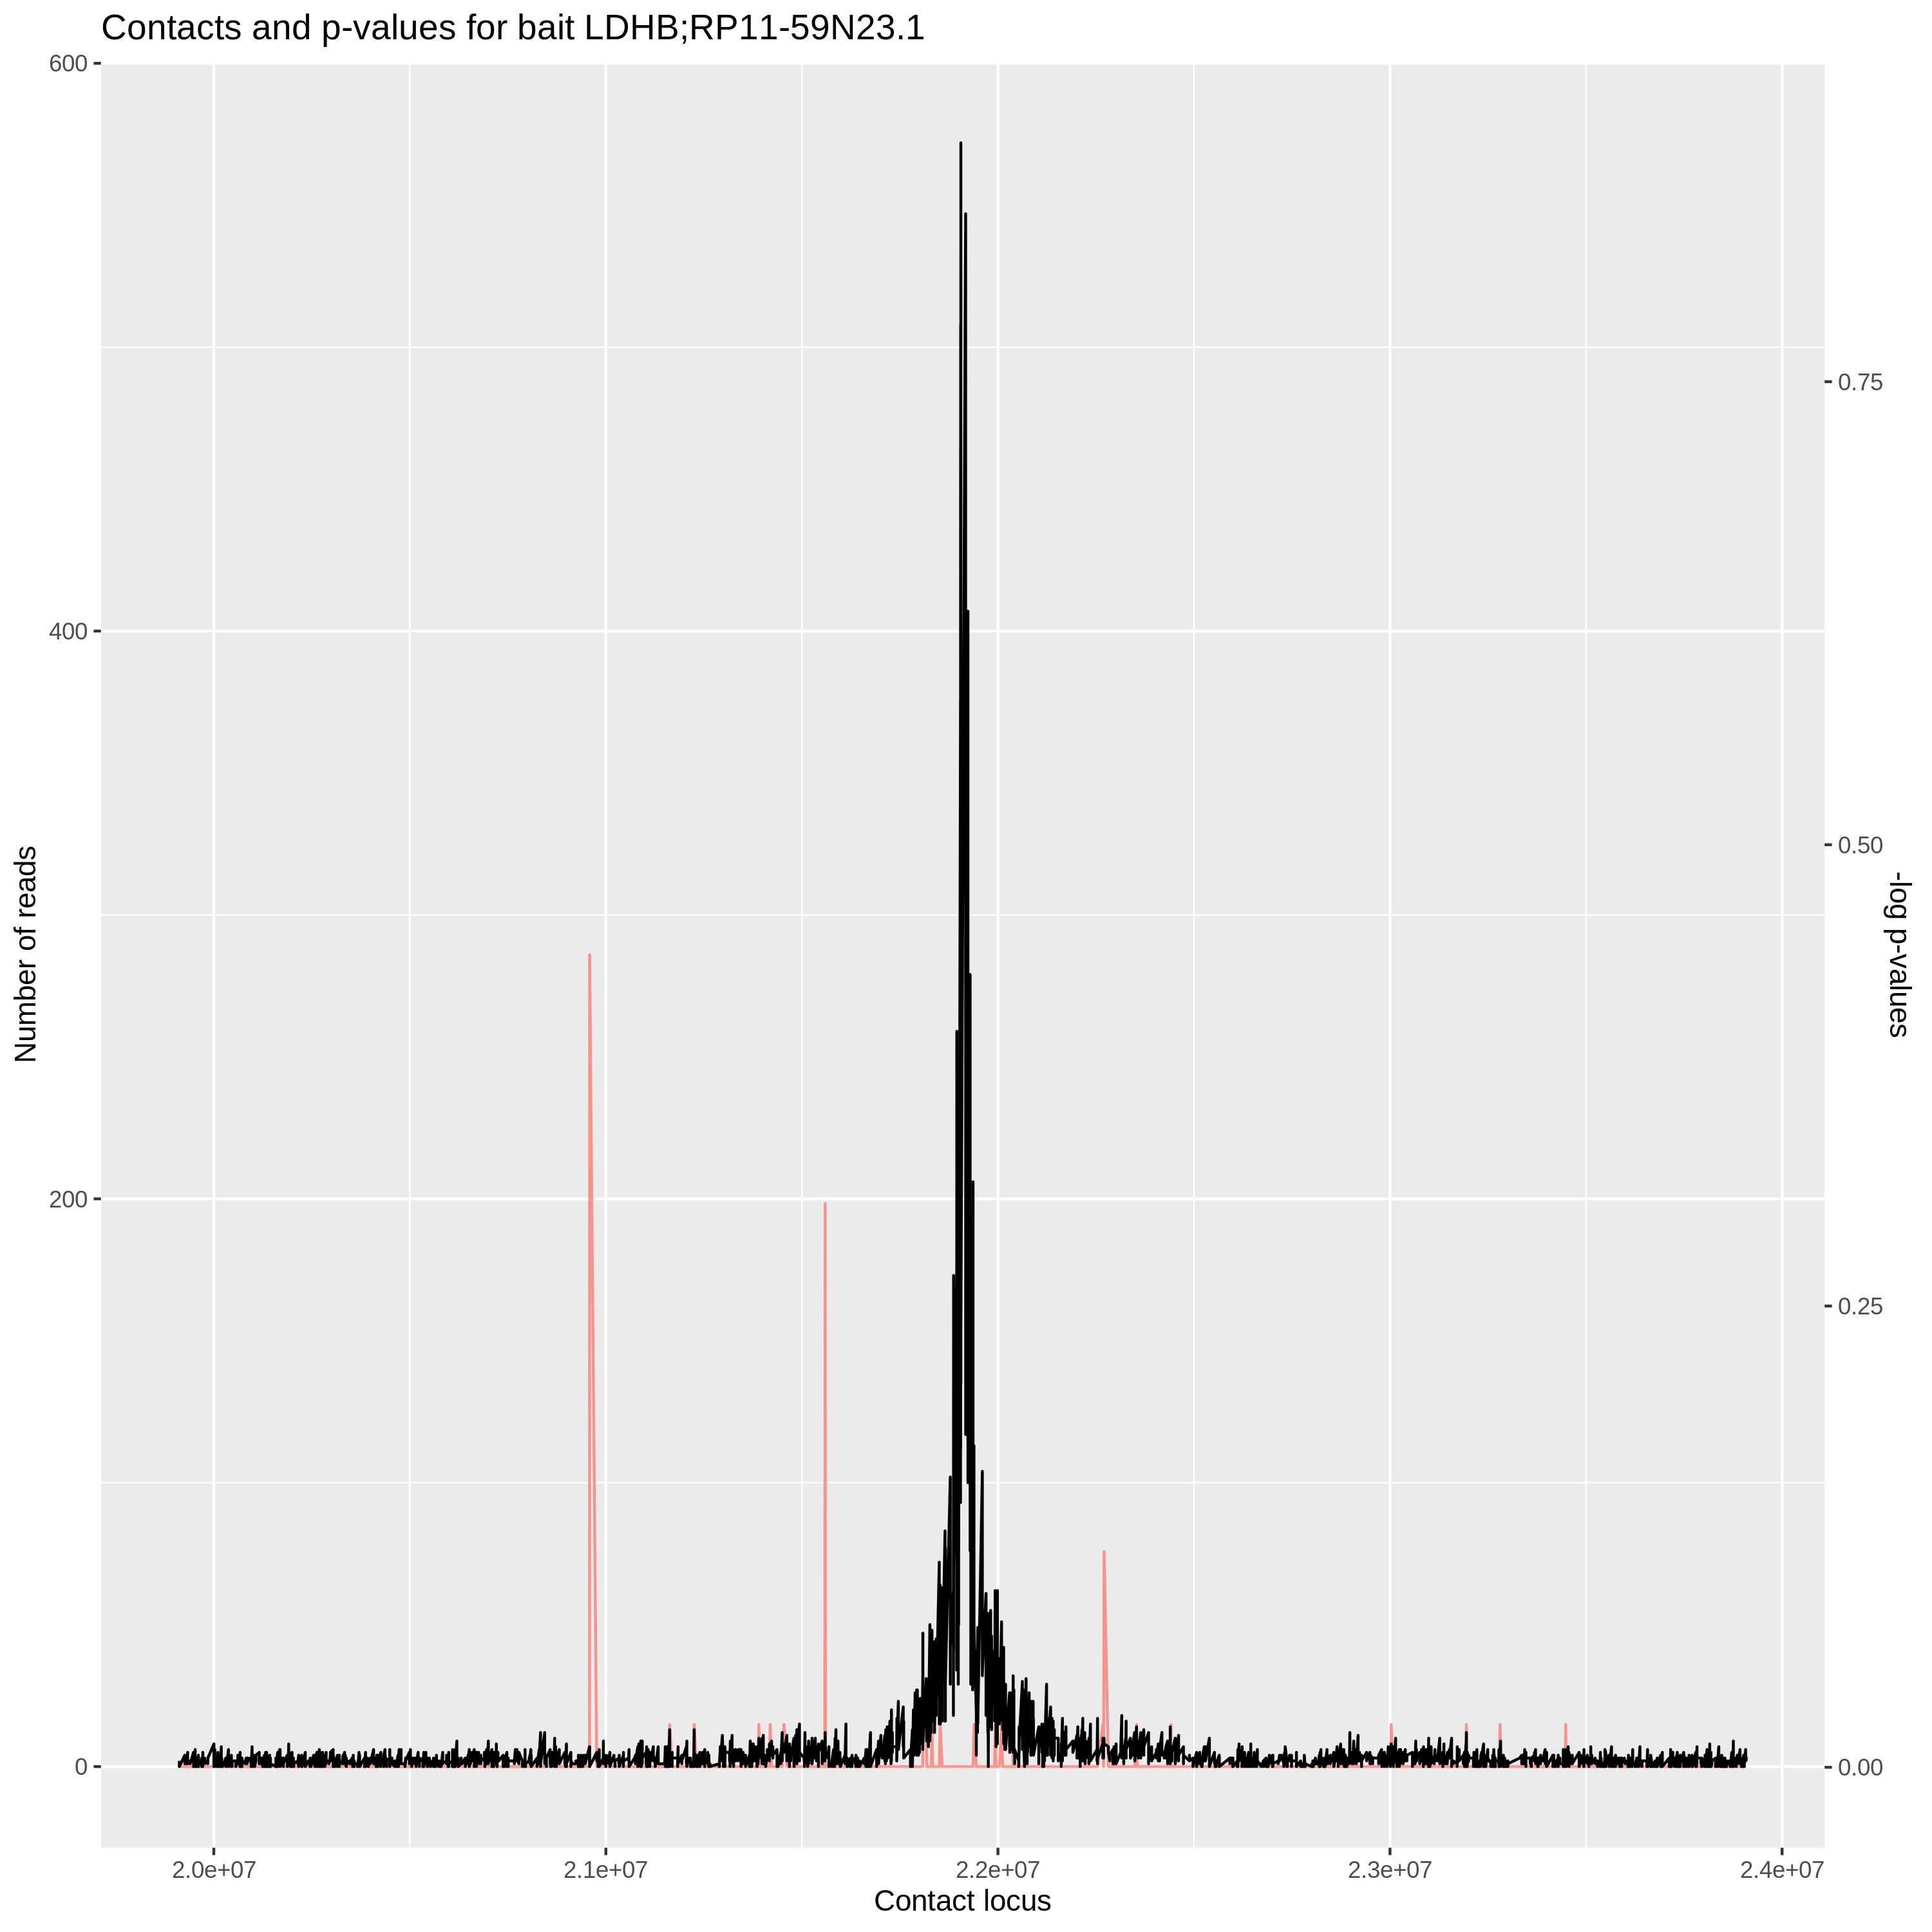 Contacts and p-values for bait LDHB;RP11-59N23.1
600
400
200
0
Number of reads
0.75
0.50
0.25
0.00
-log p-values
2.0e+07 2.1e+07 2.2e+07 2.3e+07 2.4e+07
Contact locus